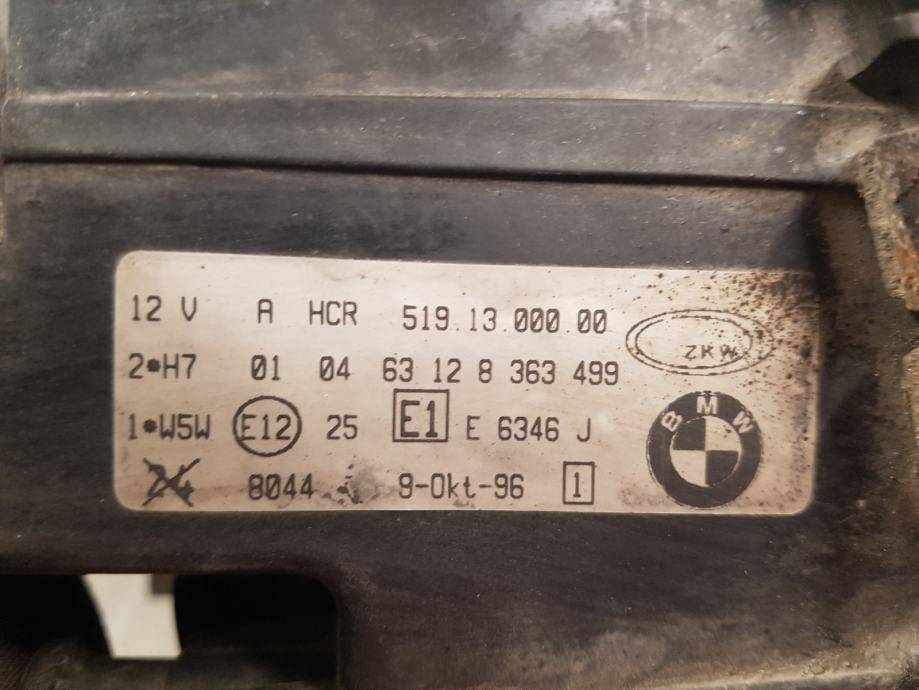 12 V A HCR 519.13 000.00
ZKW
2*H7 01 04 63 12 8 363 499
1*W5W E12 25 E1 E 6346 J
BMW
8044 9-Okt-96 1